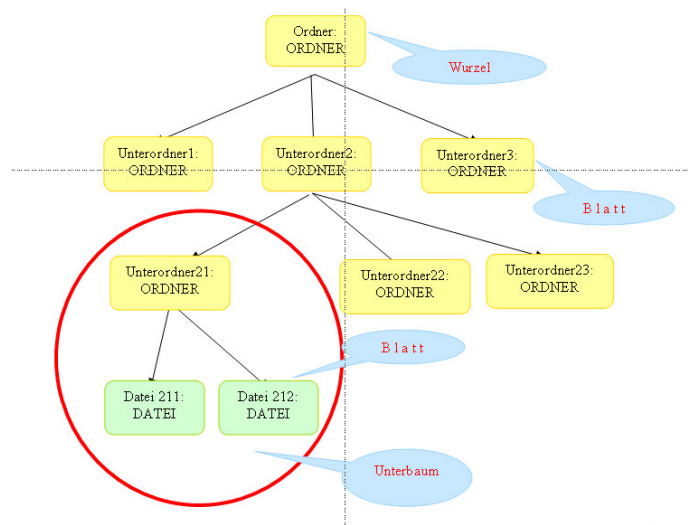 Ordner:
ORDNER
Wurzel
Unterordner1:
ORDNER
Unterordner2:
ORDNER
Unterordner3:
ORDNER
Blatt
Unterordner21:
ORDNER
Unterordner22:
ORDNER
Unterordner23:
ORDNER
Blatt
Datei 211:
DATEI
Datei 212:
DATEI
Unterbaum